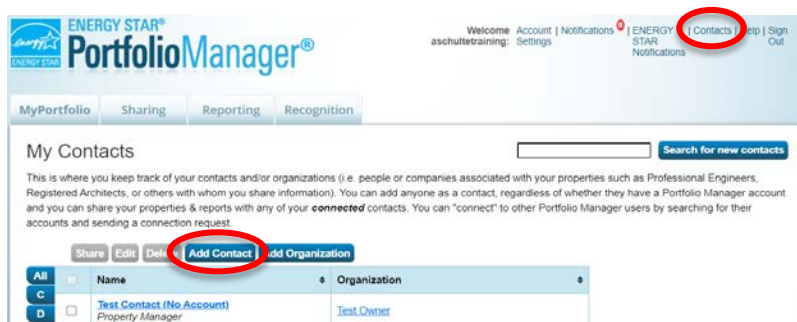 ENERGY STAR®
PortfolioManager®
energy
ENERGY STAR
Welcome aschultetraining:
Account Settings | Notifications | ENERGY STAR Notifications | Contacts | Help | Sign Out
MyPortfolio Sharing Reporting Recognition
My Contacts
Search for new contacts
This is where you keep track of your contacts and/or organizations (i.e. people or companies associated with your properties such as Professional Engineers,
Registered Architects, or others with whom you share information). You can add anyone as a contact, regardless of whether they have a Portfolio Manager account
and you can share your properties & reports with any of your connected contacts. You can "connect" to other Portfolio Manager users by searching for their
accounts and sending a connection request.
Share Edit Delete Add Contact Add Organization
All Name Organization
C
D
Test Contact (No Account) Test Owner
Property Manager